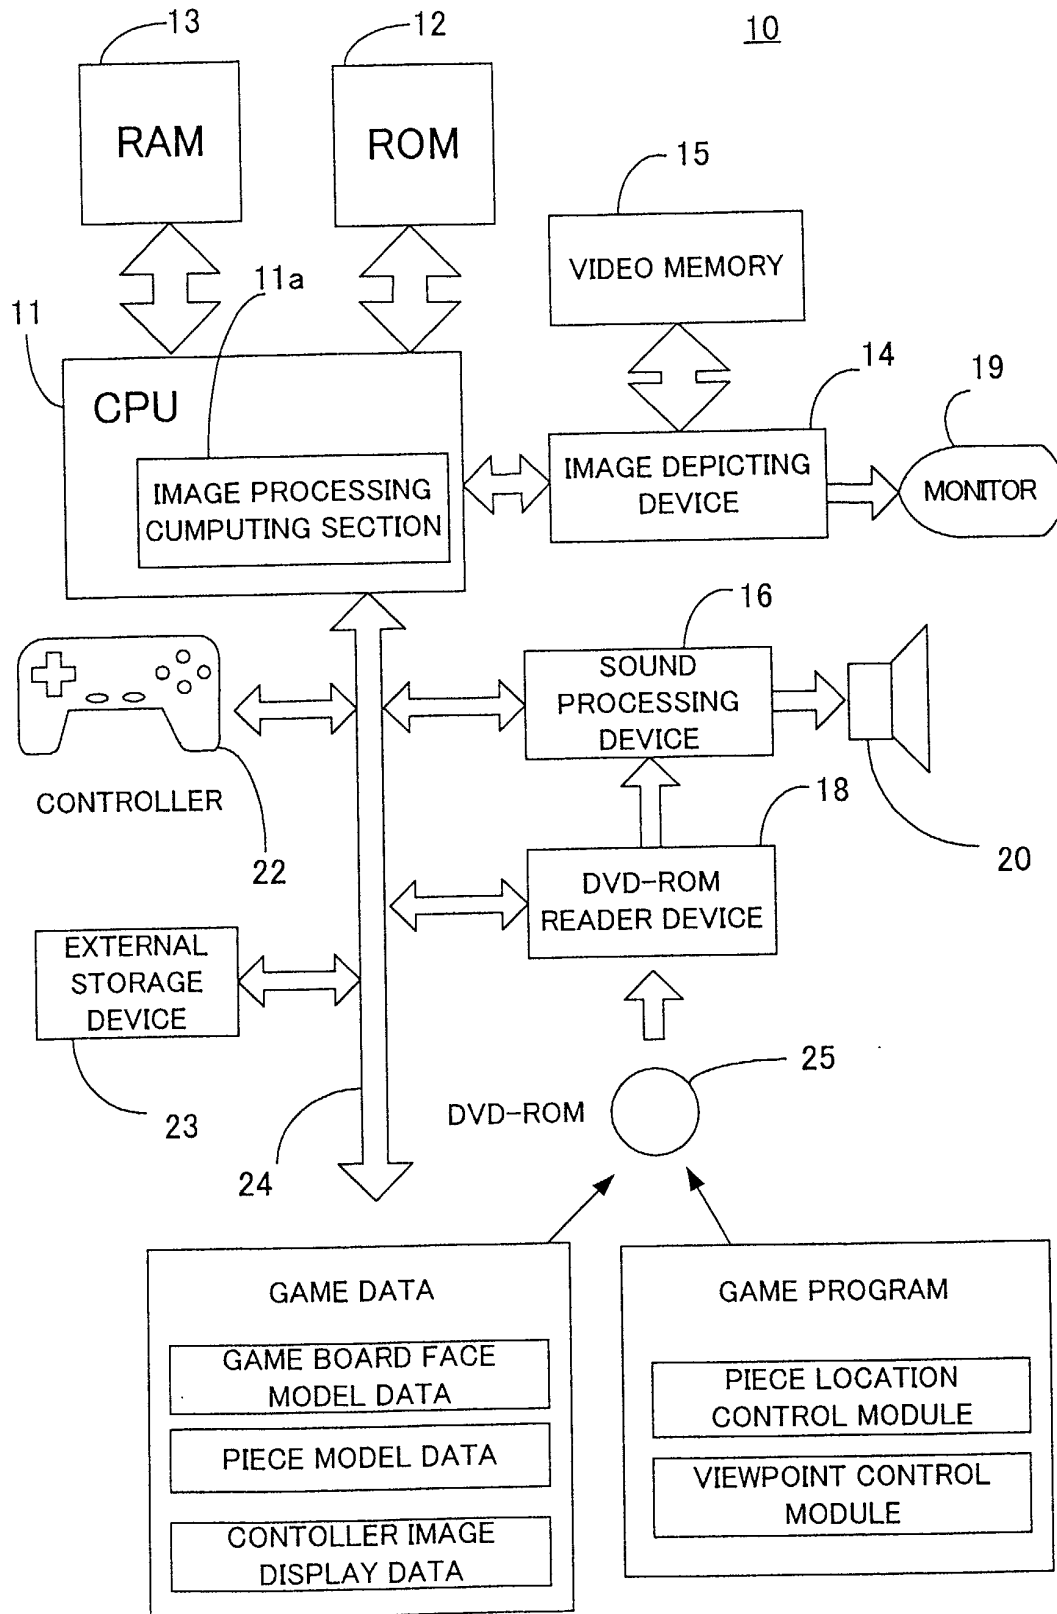 13
12
10
RAM
ROM
15
VIDEO MEMORY
11a
11
14
19
CPU
IMAGE PROCESSING
CUMPUTING SECTION
IMAGE DEPICTING
DEVICE
MONITOR
16
SOUND
PROCESSING
DEVICE
CONTROLLER
22
18
20
DVD-ROM
READER DEVICE
EXTERNAL
STORAGE
DEVICE
23
24
25
DVD-ROM
GAME DATA
GAME BOARD FACE
MODEL DATA
PIECE MODEL DATA
CONTOLLER IMAGE
DISPLAY DATA
GAME PROGRAM
PIECE LOCATION
CONTROL MODULE
VIEWPOINT CONTROL
MODULE